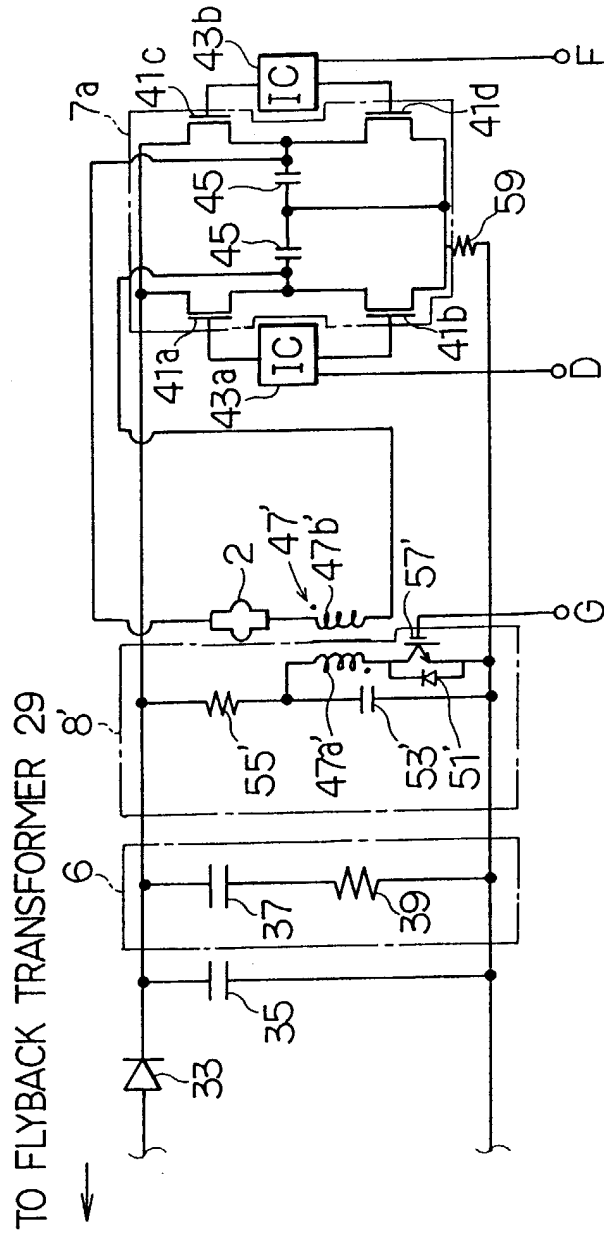 TO FLYBACK TRANSFORMER 29
7a
8'
6
41c
43b
IC
45
45
41a
43a
IC
41d
41b
59
F
D
2
47'
47b'
57'
G
55'
47a'
53'
51'
37
39
35
33